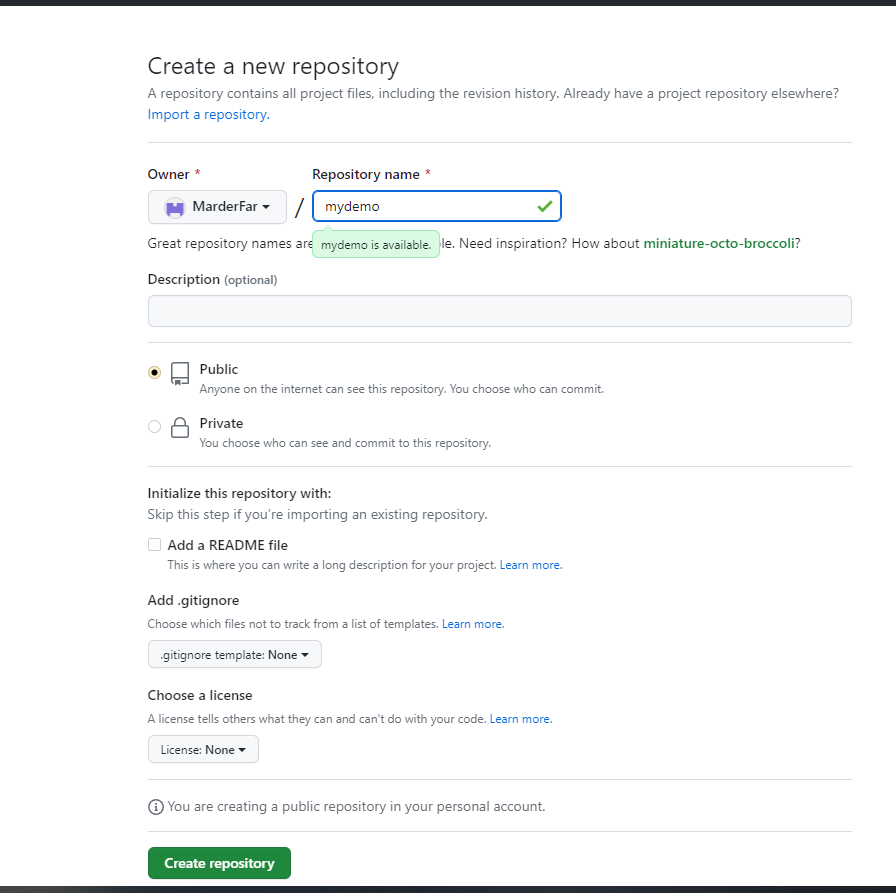 Create a new repository
A repository contains all project files, including the revision history. Already have a project repository elsewhere?
Import a repository.
Owner *
Repository name *
MarderFar
/
mydemo
Great repository names are
mydemo is available.
le. Need inspiration? How about miniature-octo-broccoli?
Description (optional)
Public
Anyone on the internet can see this repository. You choose who can commit.
Private
You choose who can see and commit to this repository.
Initialize this repository with:
Skip this step if you're importing an existing repository.
Add a README file
This is where you can write a long description for your project. Learn more.
Add .gitignore
Choose which files not to track from a list of templates. Learn more.
.gitignore template: None
Choose a license
A license tells others what they can and can't do with your code. Learn more.
License: None
You are creating a public repository in your personal account.
Create repository